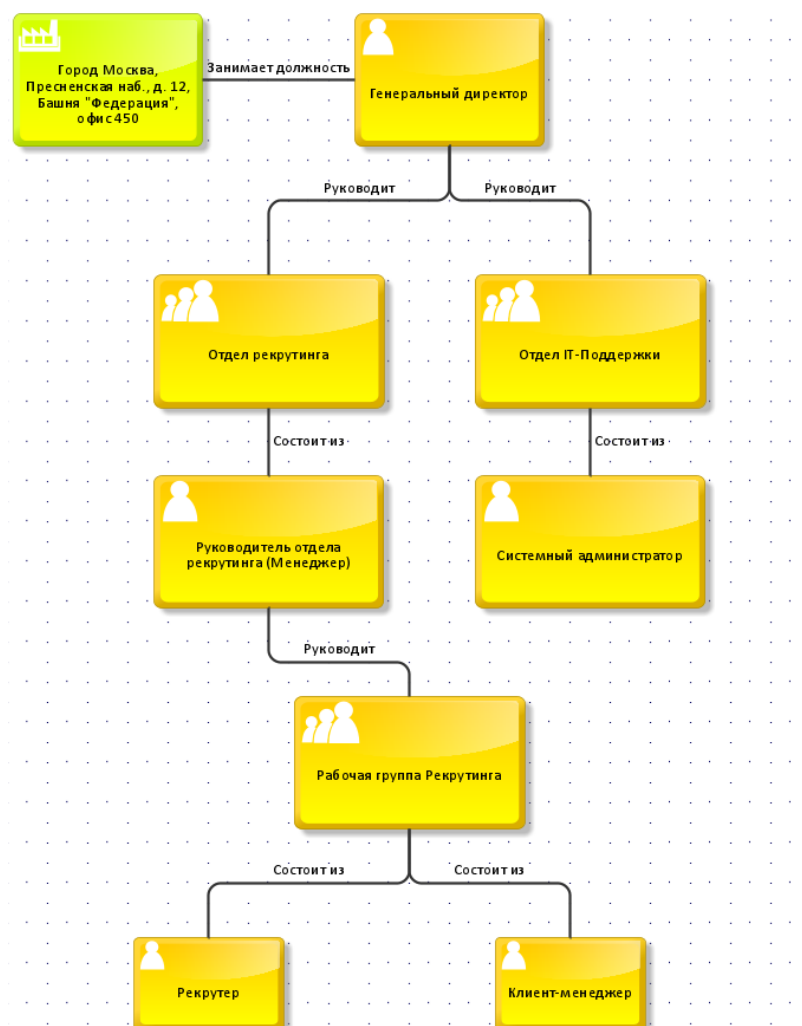 Город Москва,
Пресненская наб., д. 12,
Башня "Федерация",
офис 450
Занимает должность
Генеральный директор
Руководит
Руководит
Отдел рекрутинга
Отдел IT-Поддержки
Состоит из
Состоит из
Руководитель отдела
рекрутинга (Менеджер)
Системный администратор
Руководит
Рабочая группа Рекрутинга
Состоит из
Состоит из
Рекрутер
Клиент-менеджер